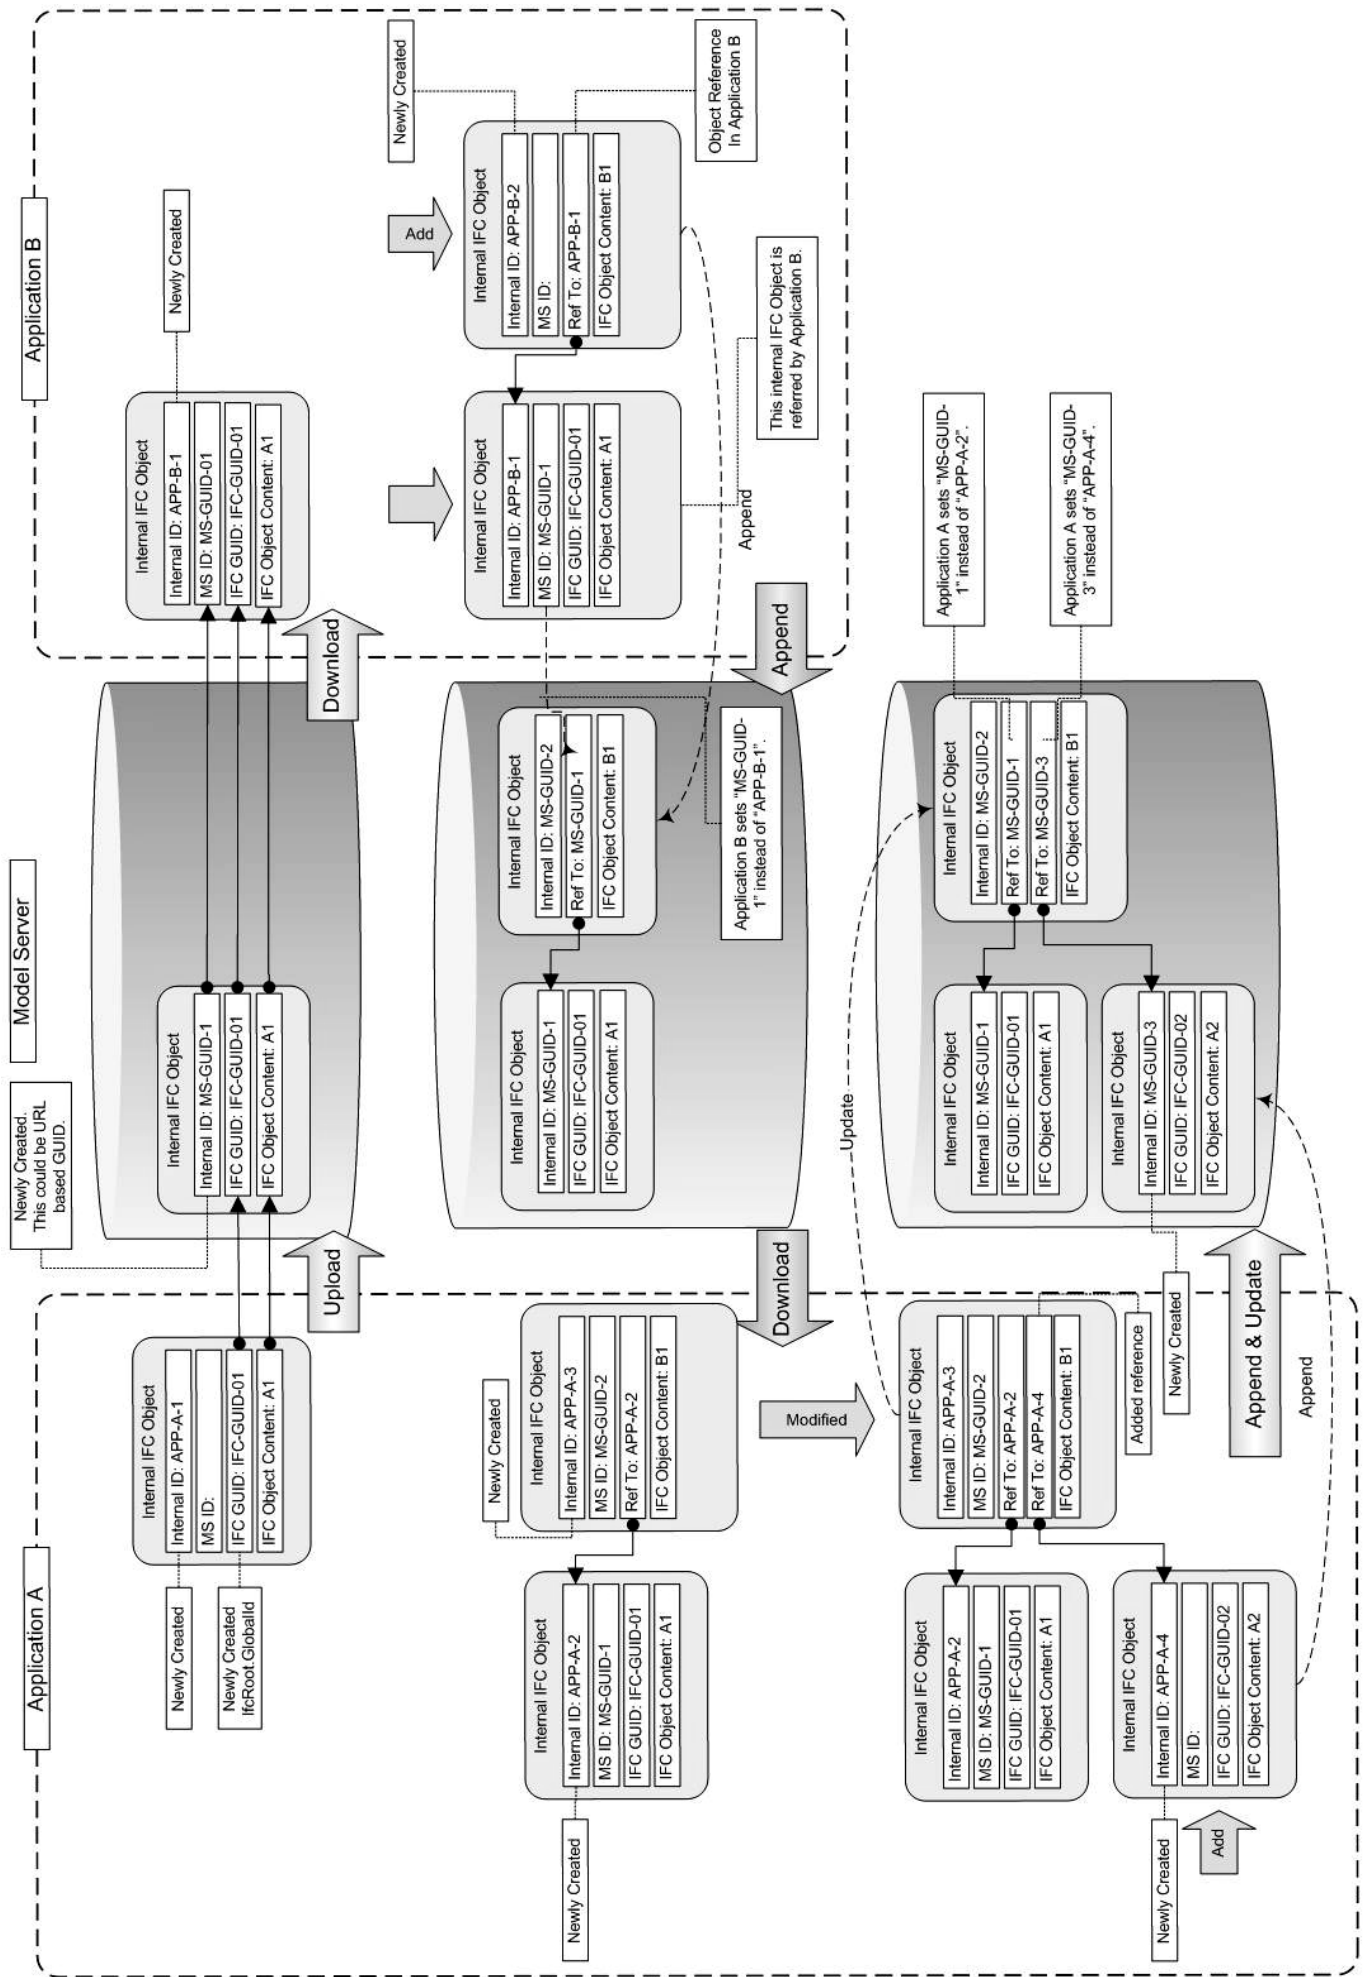 Application A
Model Server
Application B
Newly Created
Newly Created
IfcRoot.GlobalId
Internal IFC Object
Internal ID: APP-A-1
MS ID:
IFC GUID: IFC-GUID-01
IFC Object Content: A1
Upload
Newly Created.
This could be URL
based GUID.
Internal IFC Object
Internal ID: MS-GUID-1
IFC GUID: IFC-GUID-01
IFC Object Content: A1
Download
Internal IFC Object
Internal ID: APP-B-1
MS ID: MS-GUID-01
IFC GUID: IFC-GUID-01
IFC Object Content: A1
Newly Created
Newly Created
Internal IFC Object
Internal ID: APP-A-2
MS ID: MS-GUID-1
IFC GUID: IFC-GUID-01
IFC Object Content: A1
Newly Created
Internal IFC Object
Internal ID: APP-A-3
MS ID: MS-GUID-2
Ref To: APP-A-2
IFC Object Content: B1
Download
Internal IFC Object
Internal ID: MS-GUID-1
IFC GUID: IFC-GUID-01
IFC Object Content: A1
Internal IFC Object
Internal ID: MS-GUID-2
Ref To: MS-GUID-1
IFC Object Content: B1
Application B sets “MS-GUID-
1” instead of “APP-B-1”.
Append
Append
Internal IFC Object
Internal ID: APP-B-1
MS ID: MS-GUID-1
IFC GUID: IFC-GUID-01
IFC Object Content: A1
Add
Internal IFC Object
Internal ID: APP-B-2
MS ID:
Ref To: APP-B-1
IFC Object Content: B1
Newly Created
Object Reference
In Application B
This internal IFC Object is
referred by Application B.
Modified
Internal IFC Object
Internal ID: APP-A-2
MS ID: MS-GUID-1
IFC GUID: IFC-GUID-01
IFC Object Content: A1
Internal IFC Object
Internal ID: APP-A-3
MS ID: MS-GUID-2
Ref To: APP-A-2
Ref To: APP-A-4
IFC Object Content: B1
Added reference
Newly Created
Add
Internal IFC Object
Internal ID: APP-A-4
MS ID:
IFC GUID: IFC-GUID-02
IFC Object Content: A2
Append & Update
Append
Update
Newly Created
Internal IFC Object
Internal ID: MS-GUID-1
IFC GUID: IFC-GUID-01
IFC Object Content: A1
Internal IFC Object
Internal ID: MS-GUID-3
IFC GUID: IFC-GUID-02
IFC Object Content: A2
Internal IFC Object
Internal ID: MS-GUID-2
Ref To: MS-GUID-1
Ref To: MS-GUID-3
IFC Object Content: B1
Application A sets “MS-GUID-
1” instead of “APP-A-2”.
Application A sets “MS-GUID-
3” instead of “APP-A-4”.